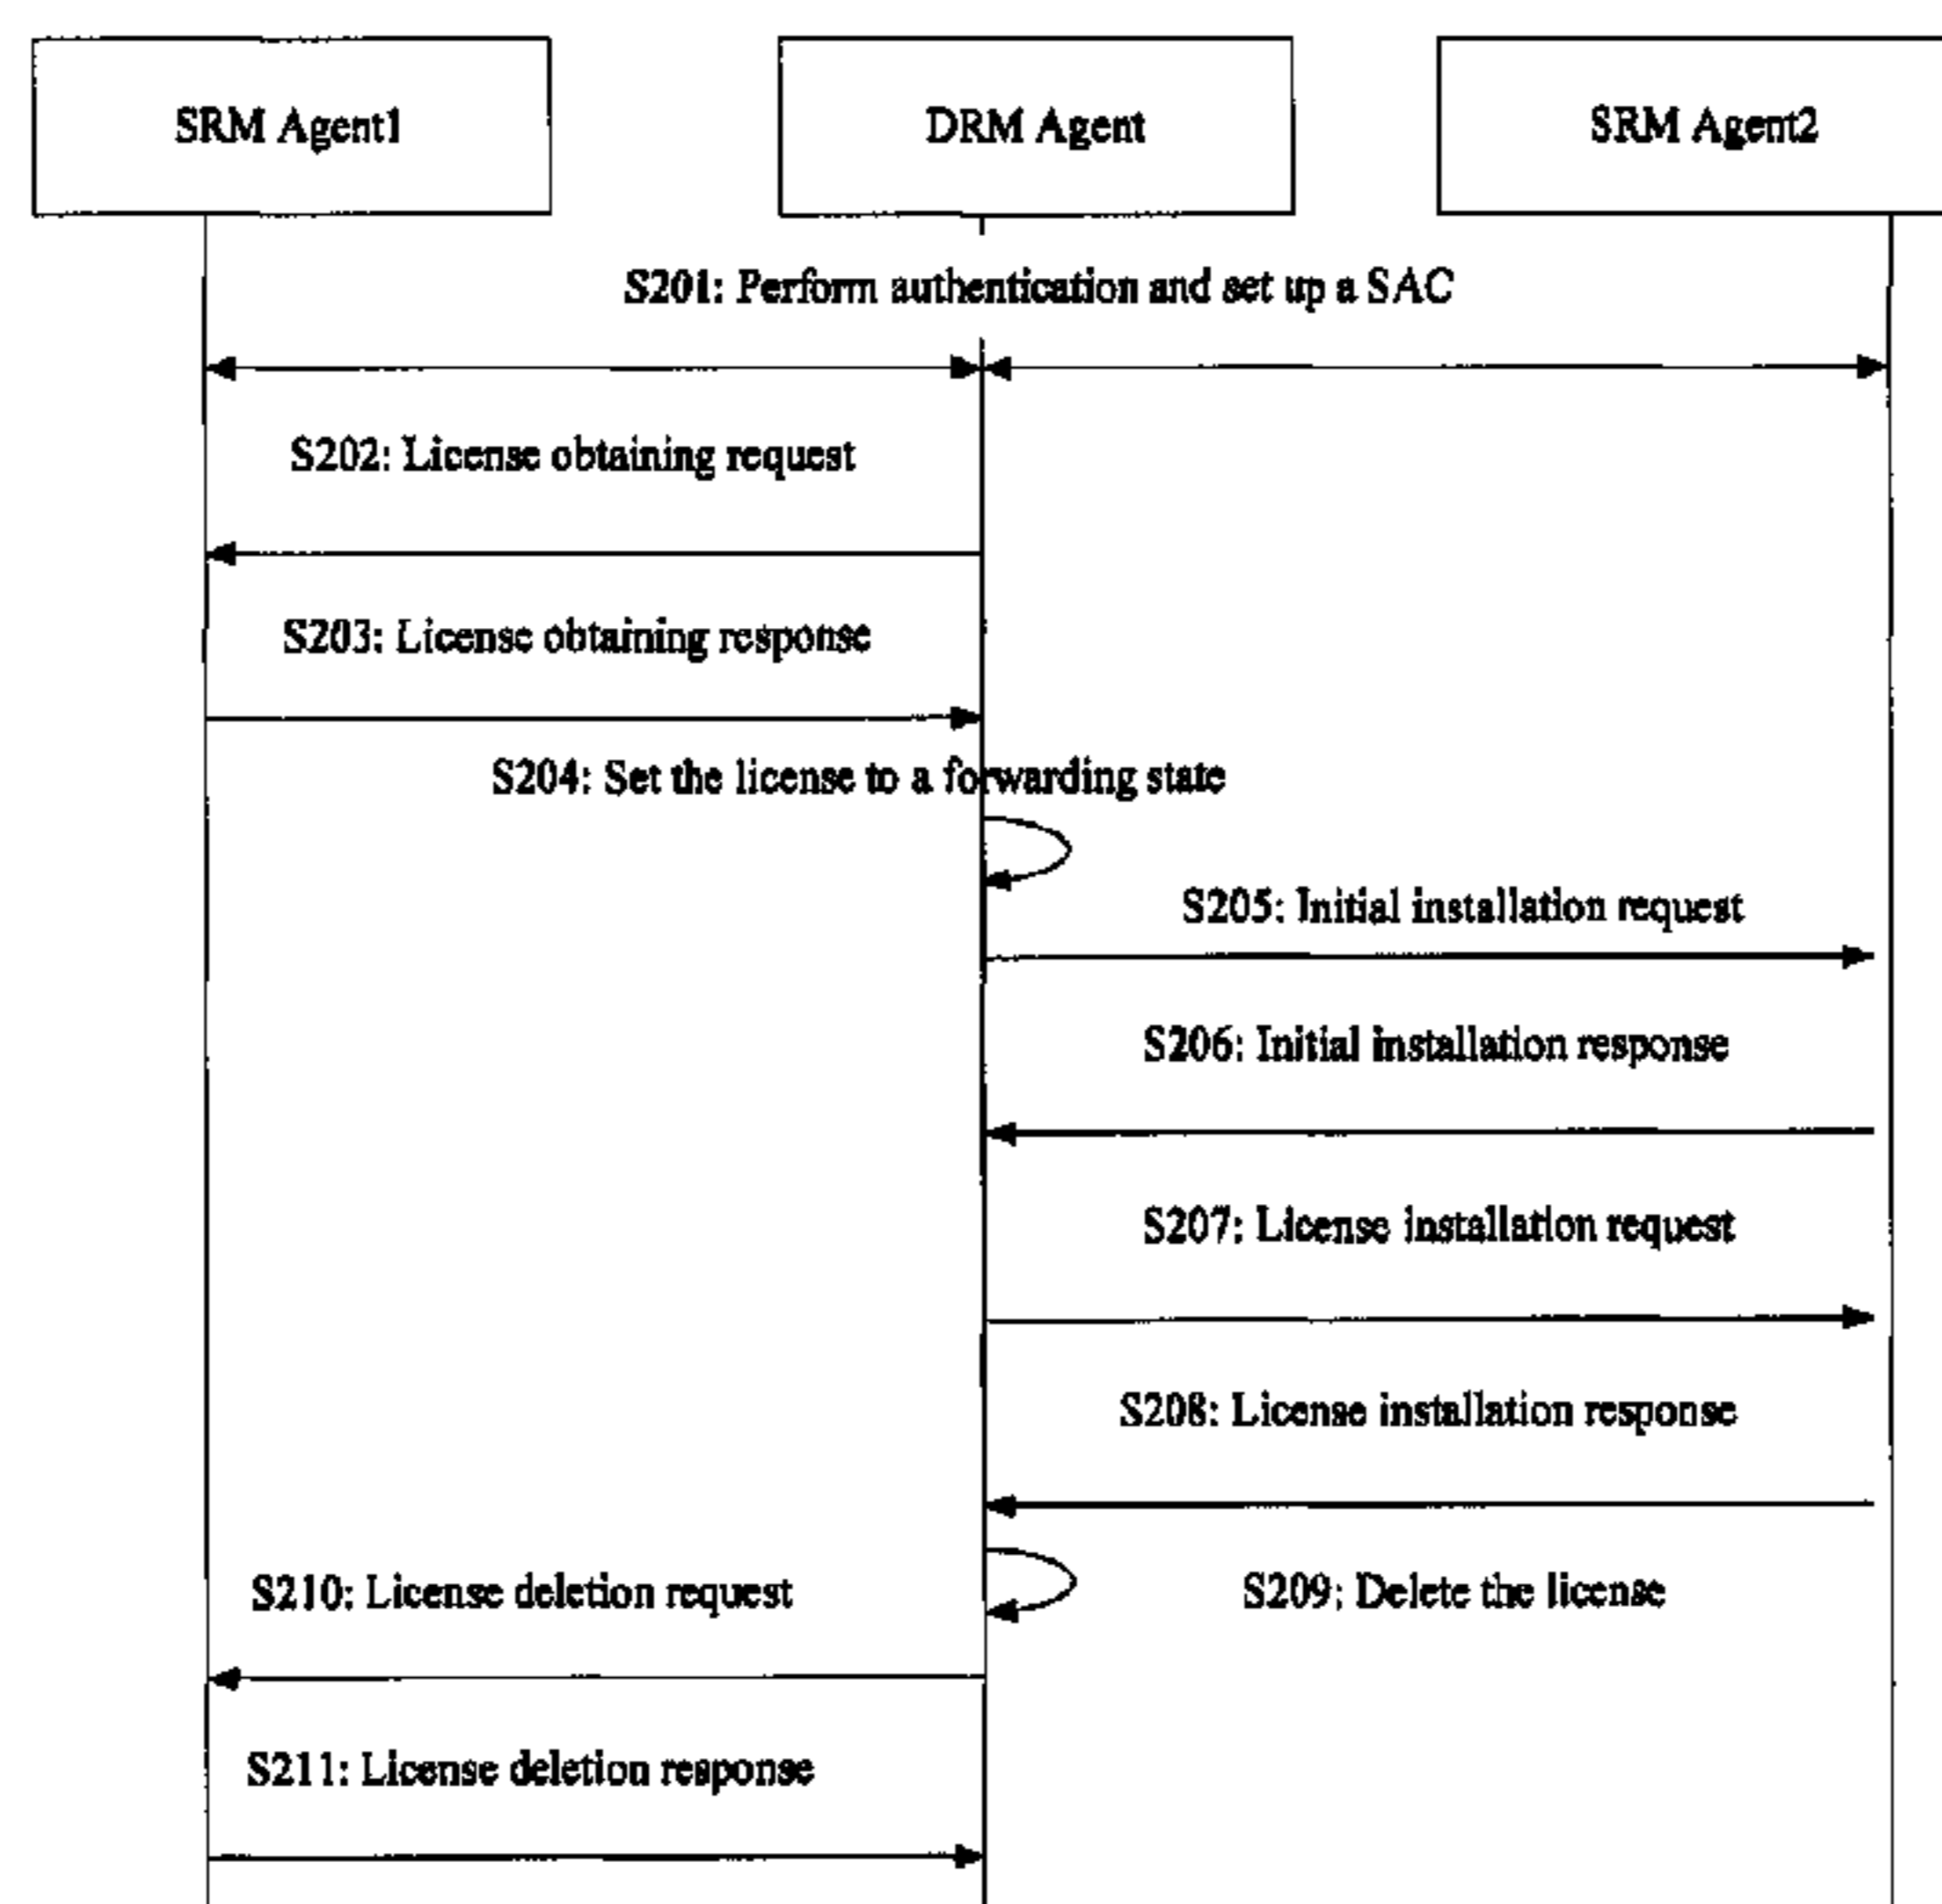 SRM Agent1
DRM Agent
SRM Agent2
S201: Perform authentication and set up a SAC
S202: License obtaining request
S203: License obtaining response
S204: Set the license to a forwarding state
S205: Initial installation request
S206: Initial installation response
S207: License installation request
S208: License installation response
S209: Delete the license
S210: License deletion request
S211: License deletion response